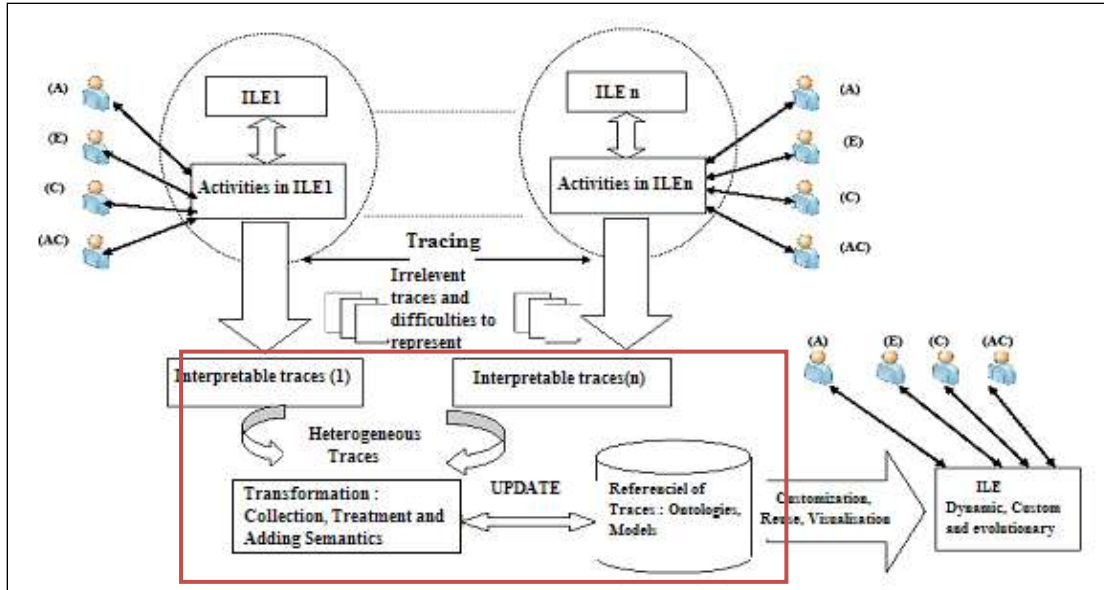 (A)
(E)
(C)
(AC)
ILE1
Activities in ILE1
ILE n
Activities in ILEn
(A)
(E)
(C)
(AC)
Tracing
Irrelevent
traces and
difficulties to
represent
Interpretable traces (1)
Interpretable traces(n)
Heterogeneous
Traces
Transformation :
Collection, Treatment and
Adding Semantics
UPDATE
Referenciel of
Traces : Ontologies,
Models
Customization,
Reuse, Visualisation
(A)
(E)
(C)
(AC)
ILE
Dynamic, Custom
and evolutionary